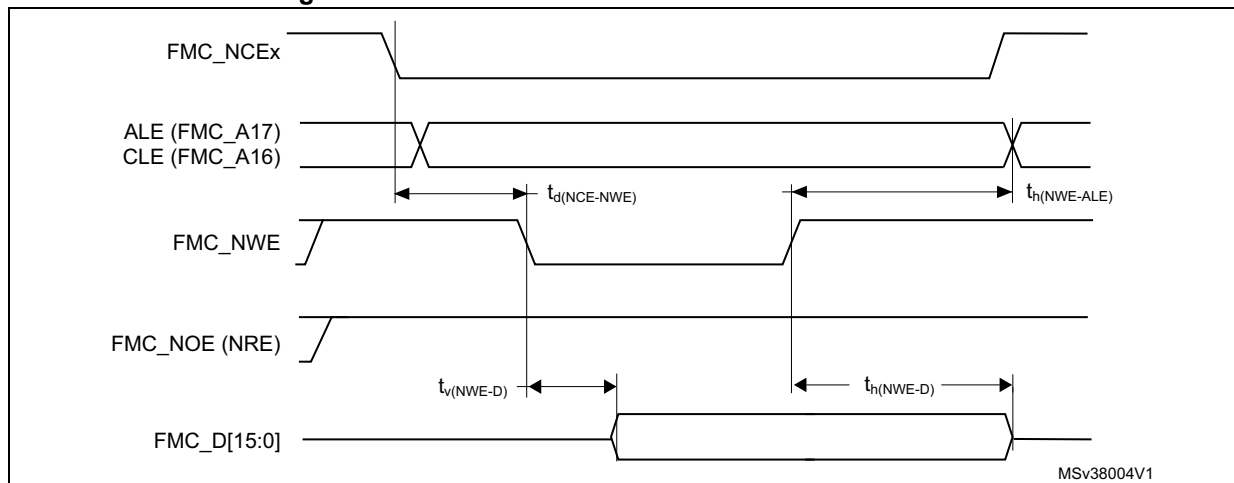 FMC_NCEx
ALE (FMC_A17)
CLE (FMC_A16)
td(NCE-NWE)
th(NWE-ALE)
FMC_NWE
FMC_NOE (NRE)
tv(NWE-D)
th(NWE-D)
FMC_D[15:0]
MSv38004V1